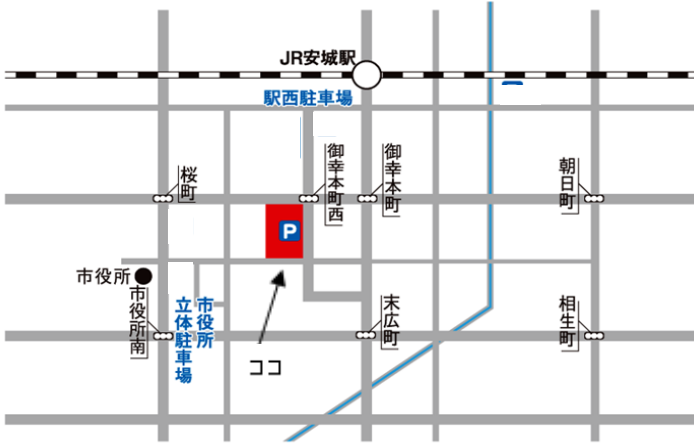 JR安城駅
駅西駐車場
桜町
御幸本町西
御幸本町
朝日町
P
市役所
市役所南
市役所
立体駐車場
末広町
相生町
ココ